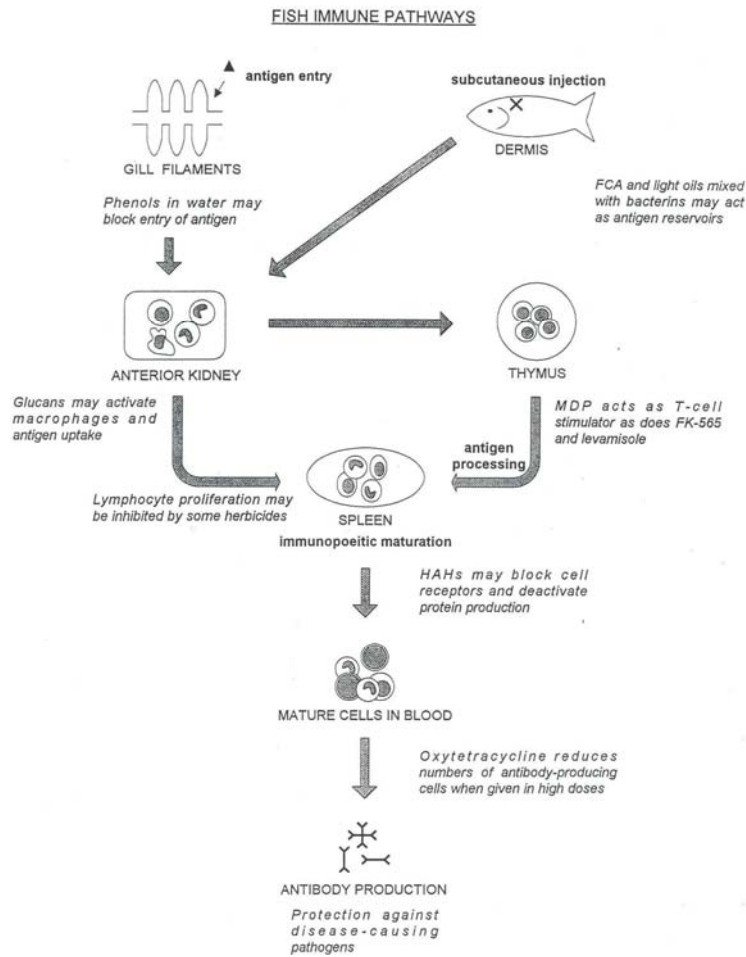 FISH IMMUNE PATHWAYS
antigen entry
subcutaneous injection
GILL FILAMENTS
DERMIS
Phenols in water may
block entry of antigen
FCA and light oils mixed
with bacterins may act
as antigen reservoirs
ANTERIOR KIDNEY
THYMUS
Glucans may activate
macrophages and
antigen uptake
MDP acts as T-cell
stimulator as does FK-565
and levamisole
antigen
processing
Lymphocyte proliferation may
be inhibited by some herbicides
SPLEEN
immunopoeitic maturation
HAHs may block cell
receptors and deactivate
protein production
MATURE CELLS IN BLOOD
Oxytetracycline reduces
numbers of antibody-producing
cells when given in high doses
ANTIBODY PRODUCTION
Protection against
disease-causing
pathogens